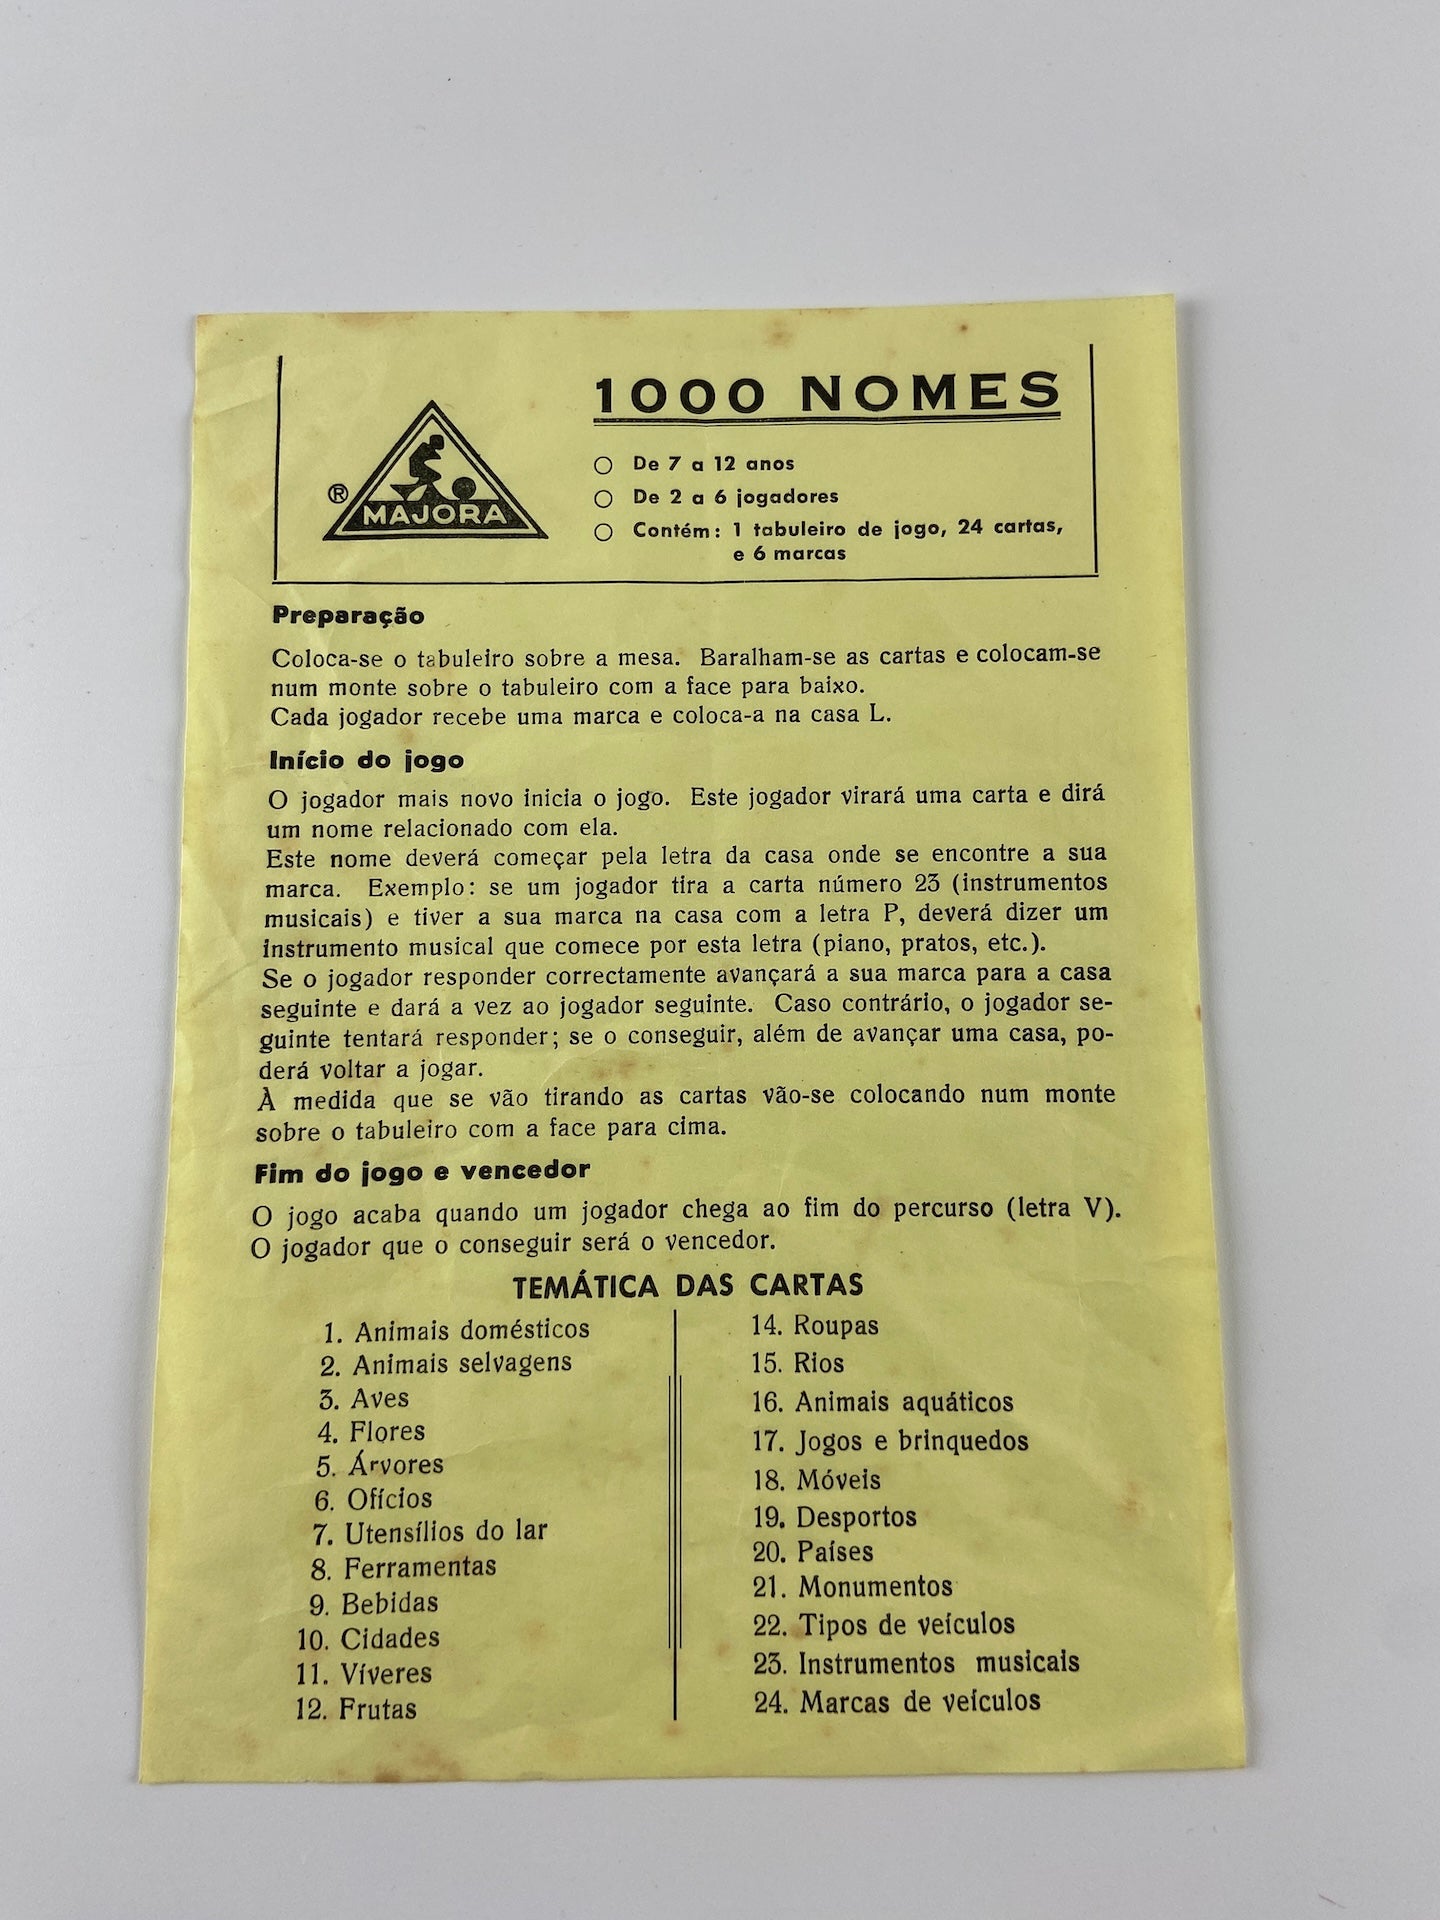 1000 NOMES
® MAJORA
De 7 a 12 anos
De 2 a 6 jogadores
Contém: 1 tabuleiro de jogo, 24 cartas,
e 6 marcas
Preparação
Coloca-se o tabuleiro sobre a mesa. Baralham-se as cartas e colocam-se
num monte sobre o tabuleiro com a face para baixo.
Cada jogador recebe uma marca e coloca-a na casa L.
Início do jogo
O jogador mais novo inicia o jogo. Este jogador virará uma carta e dirá
um nome relacionado com ela.
Este nome deverá começar pela letra da casa onde se encontre a sua
marca. Exemplo: se um jogador tira a carta número 23 (instrumentos
musicais) e tiver a sua marca na casa com a letra P, deverá dizer um
instrumento musical que comece por esta letra (piano, pratos, etc.).
Se o jogador responder correctamente avançará a sua marca para a casa
seguinte e dará a vez ao jogador seguinte. Caso contrário, o jogador se-
guinte tentará responder; se o conseguir, além de avançar uma casa, po-
derá voltar a jogar.
À medida que se vão tirando as cartas vão-se colocando num monte
sobre o tabuleiro com a face para cima.
Fim do jogo e vencedor
O jogo acaba quando um jogador chega ao fim do percurso (letra V).
O jogador que o conseguir será o vencedor.
TEMÁTICA DAS CARTAS
1. Animais domésticos
2. Animais selvagens
3. Aves
4. Flores
5. Árvores
6. Ofícios
7. Utensílios do lar
8. Ferramentas
9. Bebidas
10. Cidades
11. Víveres
12. Frutas
14. Roupas
15. Rios
16. Animais aquáticos
17. Jogos e brinquedos
18. Móveis
19. Desportos
20. Países
21. Monumentos
22. Tipos de veículos
23. Instrumentos musicais
24. Marcas de veículos